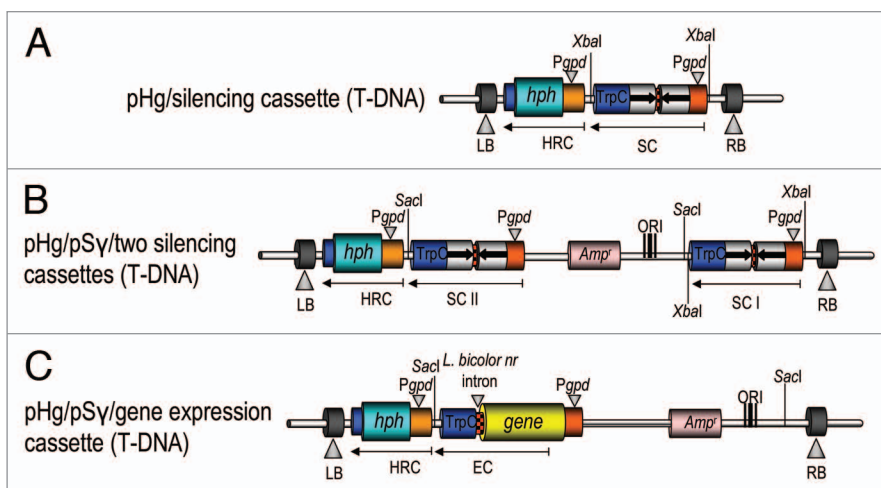 A
pHg/silencing cassette (T-DNA)
XbaI
XbaI
Pgpd
Pgpd
hph
TrpC
LB
HRC
SC
RB
B
pHg/pSγ/two silencing
cassettes (T-DNA)
SacI
Pgpd
Pgpd
ORI
SacI
XbaI
Pgpd
hph
TrpC
Ampʳ
TrpC
LB
HRC
SC II
XbaI
SC I
RB
C
pHg/pSγ/gene expression
cassette (T-DNA)
L. bicolor nr
intron
SacI
Pgpd
Pgpd
ORI
SacI
hph
TrpC
gene
Ampʳ
LB
HRC
EC
RB